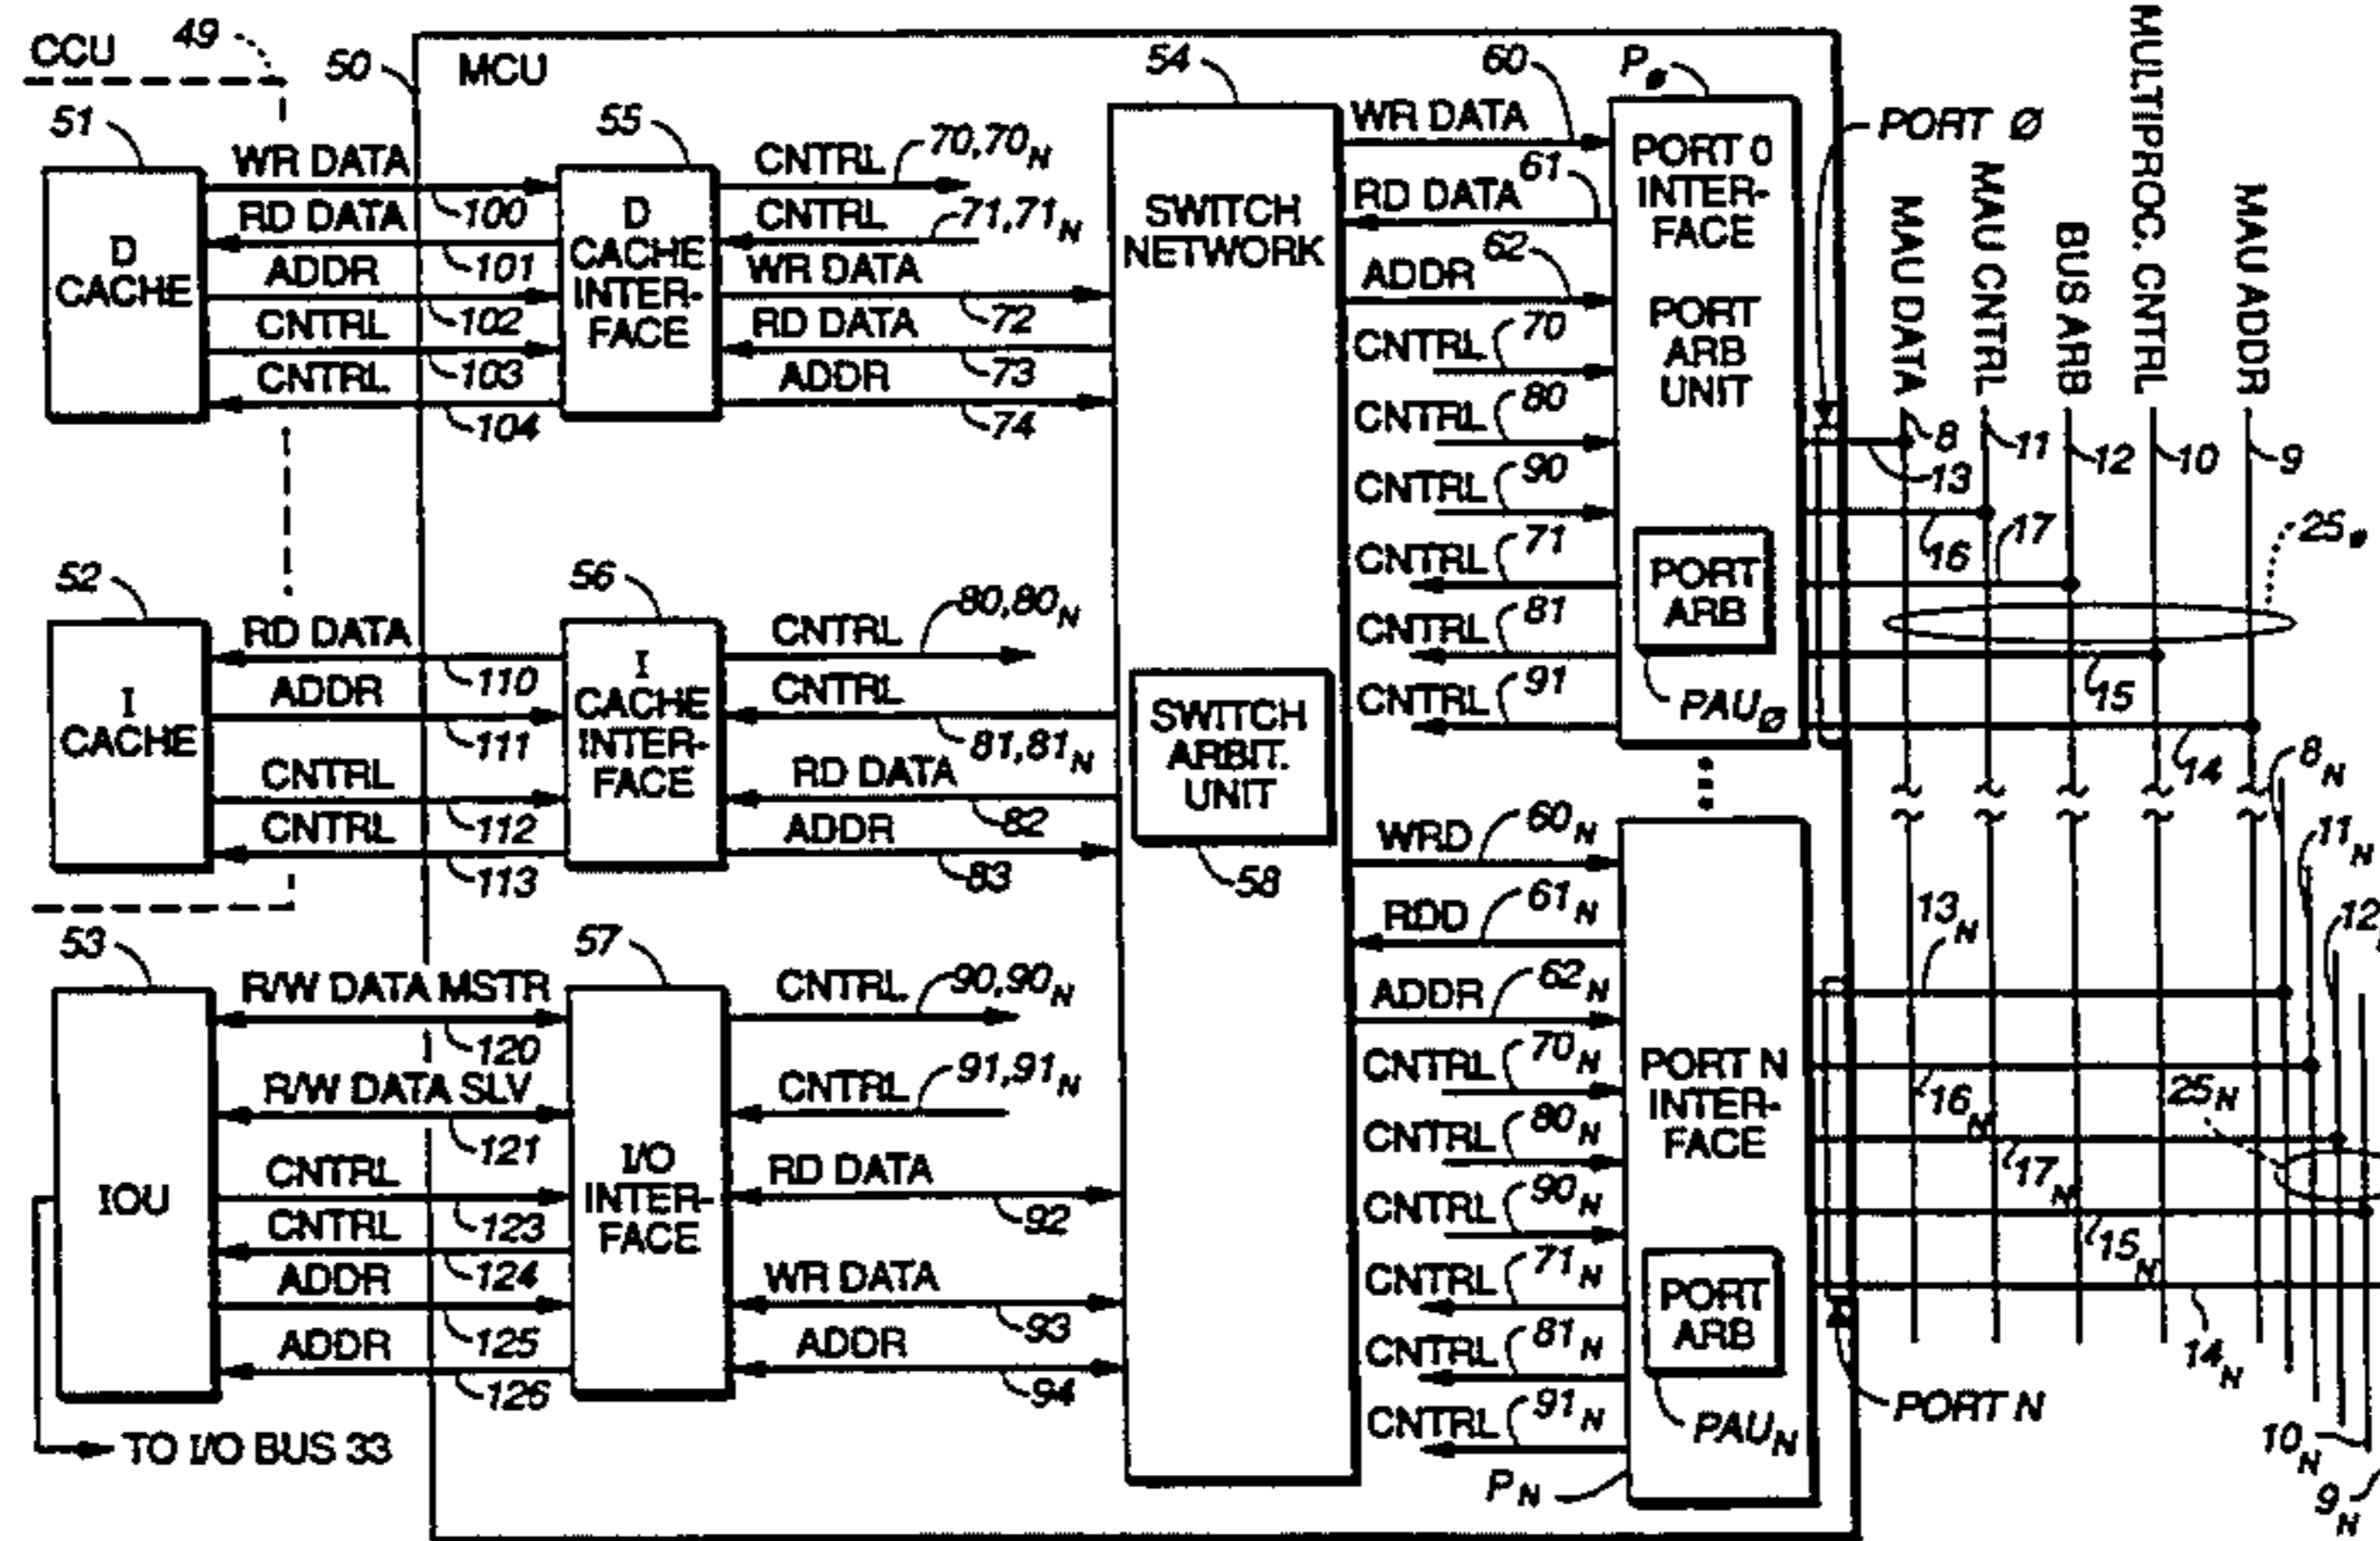 CCU
49
50
MCU
51
D
CACHE
WR DATA
100
RD DATA
101
ADDR
102
CNTRL
103
CNTRL
104
55
D
CACHE
INTER-
FACE
CNTRL
70,70N
CNTRL
71,71N
WR DATA
72
RD DATA
73
ADDR
74
52
I
CACHE
RD DATA
110
ADDR
111
CNTRL
112
CNTRL
113
56
I
CACHE
INTER-
FACE
CNTRL
80,80N
CNTRL
81,81N
RD DATA
82
ADDR
83
53
IOU
R/W DATA MSTR
120
R/W DATA SLV
121
CNTRL
123
CNTRL
124
ADDR
125
ADDR
126
TO I/O BUS 33
57
I/O
INTER-
FACE
CNTRL
90,90N
CNTRL
91,91N
RD DATA
92
WR DATA
93
ADDR
94
54
SWITCH
NETWORK
SWITCH
ARBIT.
UNIT
58
WR DATA
60
RD DATA
61
ADDR
62
CNTRL
70
CNTRL
80
CNTRL
90
CNTRL
71
CNTRL
81
CNTRL
91
PØ
PORT 0
INTER-
FACE
PORT
ARB
UNIT
PORT
ARB
PAUØ
PORT Ø
MAU DATA
MAU CNTRL
BUS ARB
MULTIPROC. CNTRL
MAU ADDR
8
11
12
10
9
13
16
17
25Ø
15
14
WRD
60N
RDD
61N
ADDR
62N
CNTRL
70N
CNTRL
80N
CNTRL
90N
CNTRL
71N
CNTRL
81N
CNTRL
91N
PN
PORT N
INTER-
FACE
PORT
ARB
PAUN
PORT N
8N
11N
12
13N
16N
25N
17N
15N
14N
10N
9N